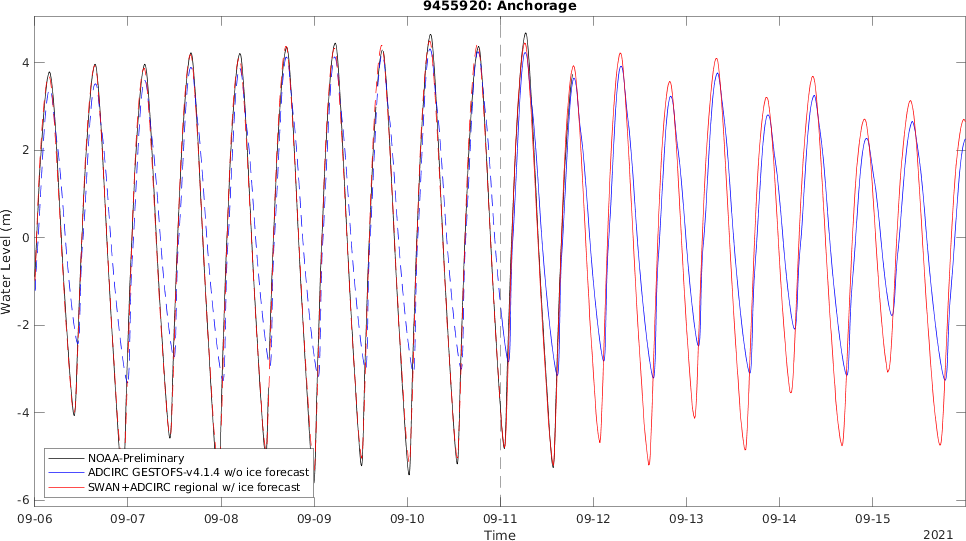 9455920: Anchorage
Water Level (m)
4
2
0
-2
-4
-6
NOAA-Preliminary
ADCIRC GESTOFS-v4.1.4 w/o ice forecast
SWAN+ADCIRC regional w/ ice forecast
09-06 09-07 09-08 09-09 09-10 09-11 09-12 09-13 09-14 09-15
Time
2021